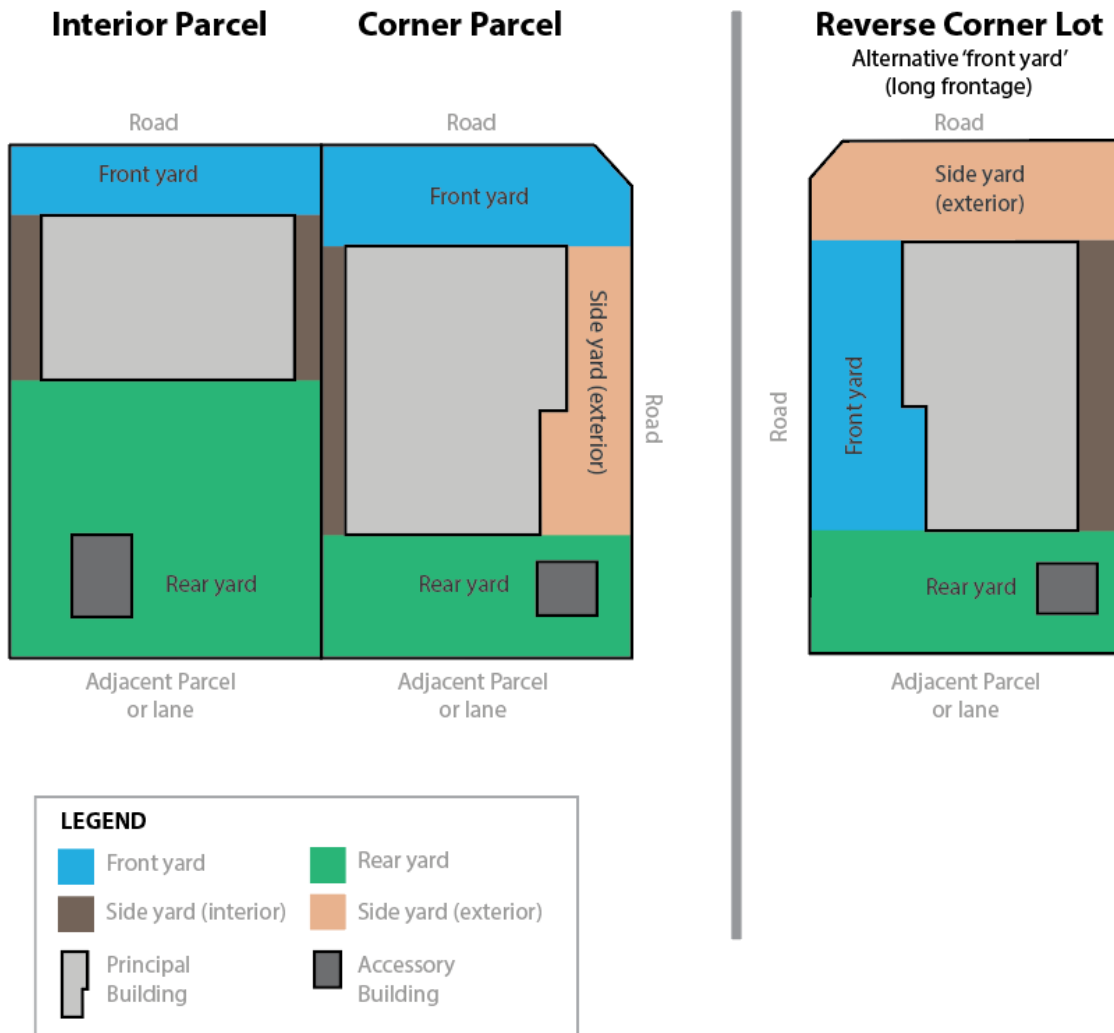 Interior Parcel
Corner Parcel
Reverse Corner Lot
Alternative ‘front yard’
(long frontage)
Road
Road
Road
Front yard
Front yard
Side yard
(exterior)
Side yard (exterior)
Road
Road
Front yard
Rear yard
Rear yard
Rear yard
Adjacent Parcel
or lane
Adjacent Parcel
or lane
Adjacent Parcel
or lane
LEGEND
Front yard
Rear yard
Side yard (interior)
Side yard (exterior)
Principal
Building
Accessory
Building